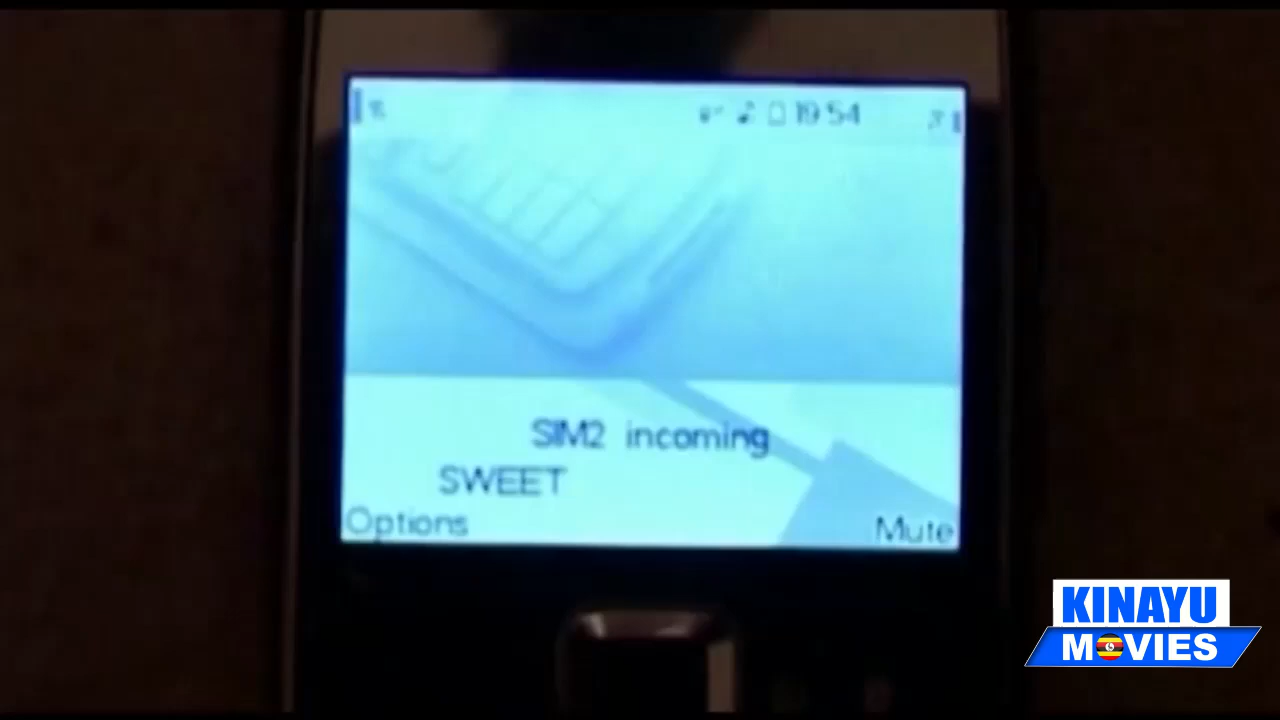 19:54
SIM2 incoming
SWEET
Options
Mute
KINAYU
MOVIES